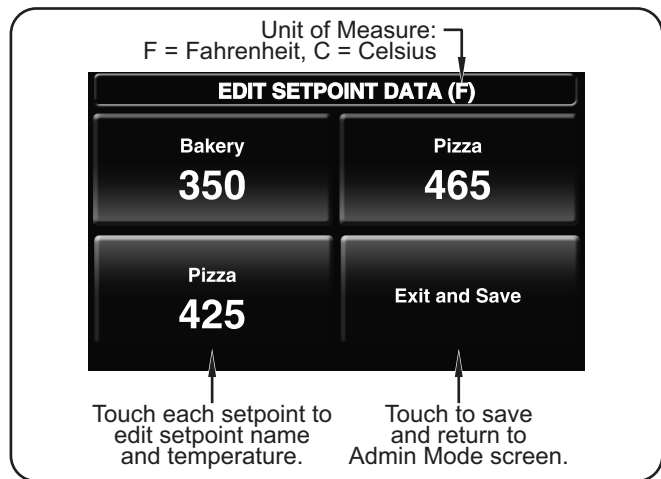 Unit of Measure:
F = Fahrenheit, C = Celsius
EDIT SETPOINT DATA (F)
Bakery
350
Pizza
465
Pizza
425
Exit and Save
Touch each setpoint to
edit setpoint name
and temperature.
Touch to save
and return to
Admin Mode screen.